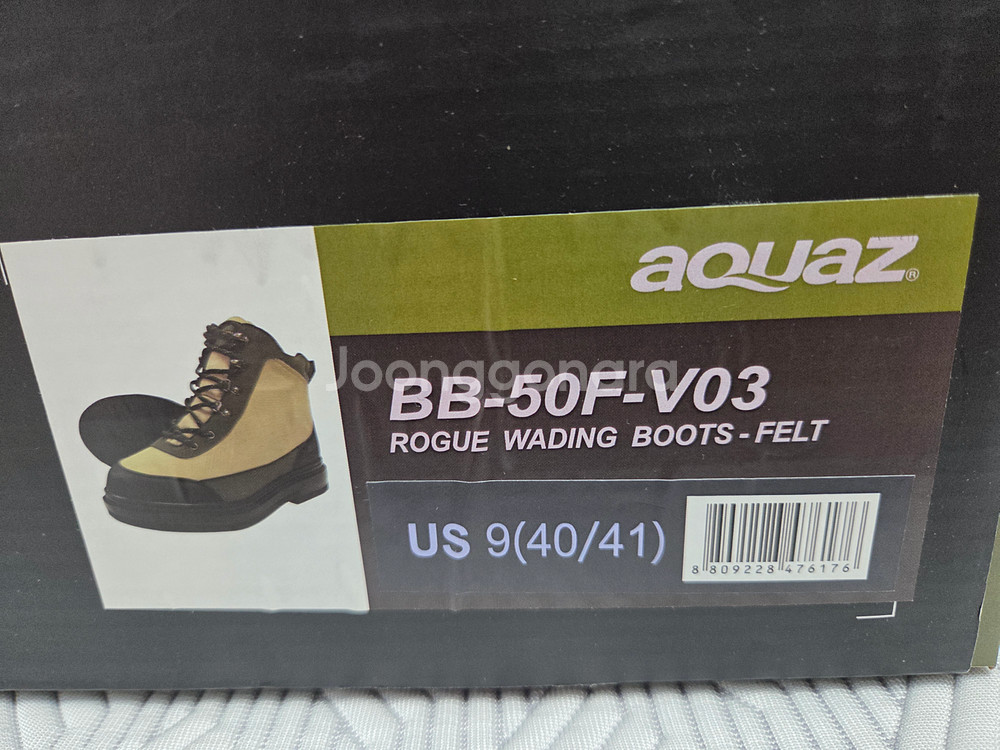 aquaz®
Joonggonara
BB-50F-V03
ROGUE WADING BOOTS - FELT
US 9(40/41)
8 809228 476176